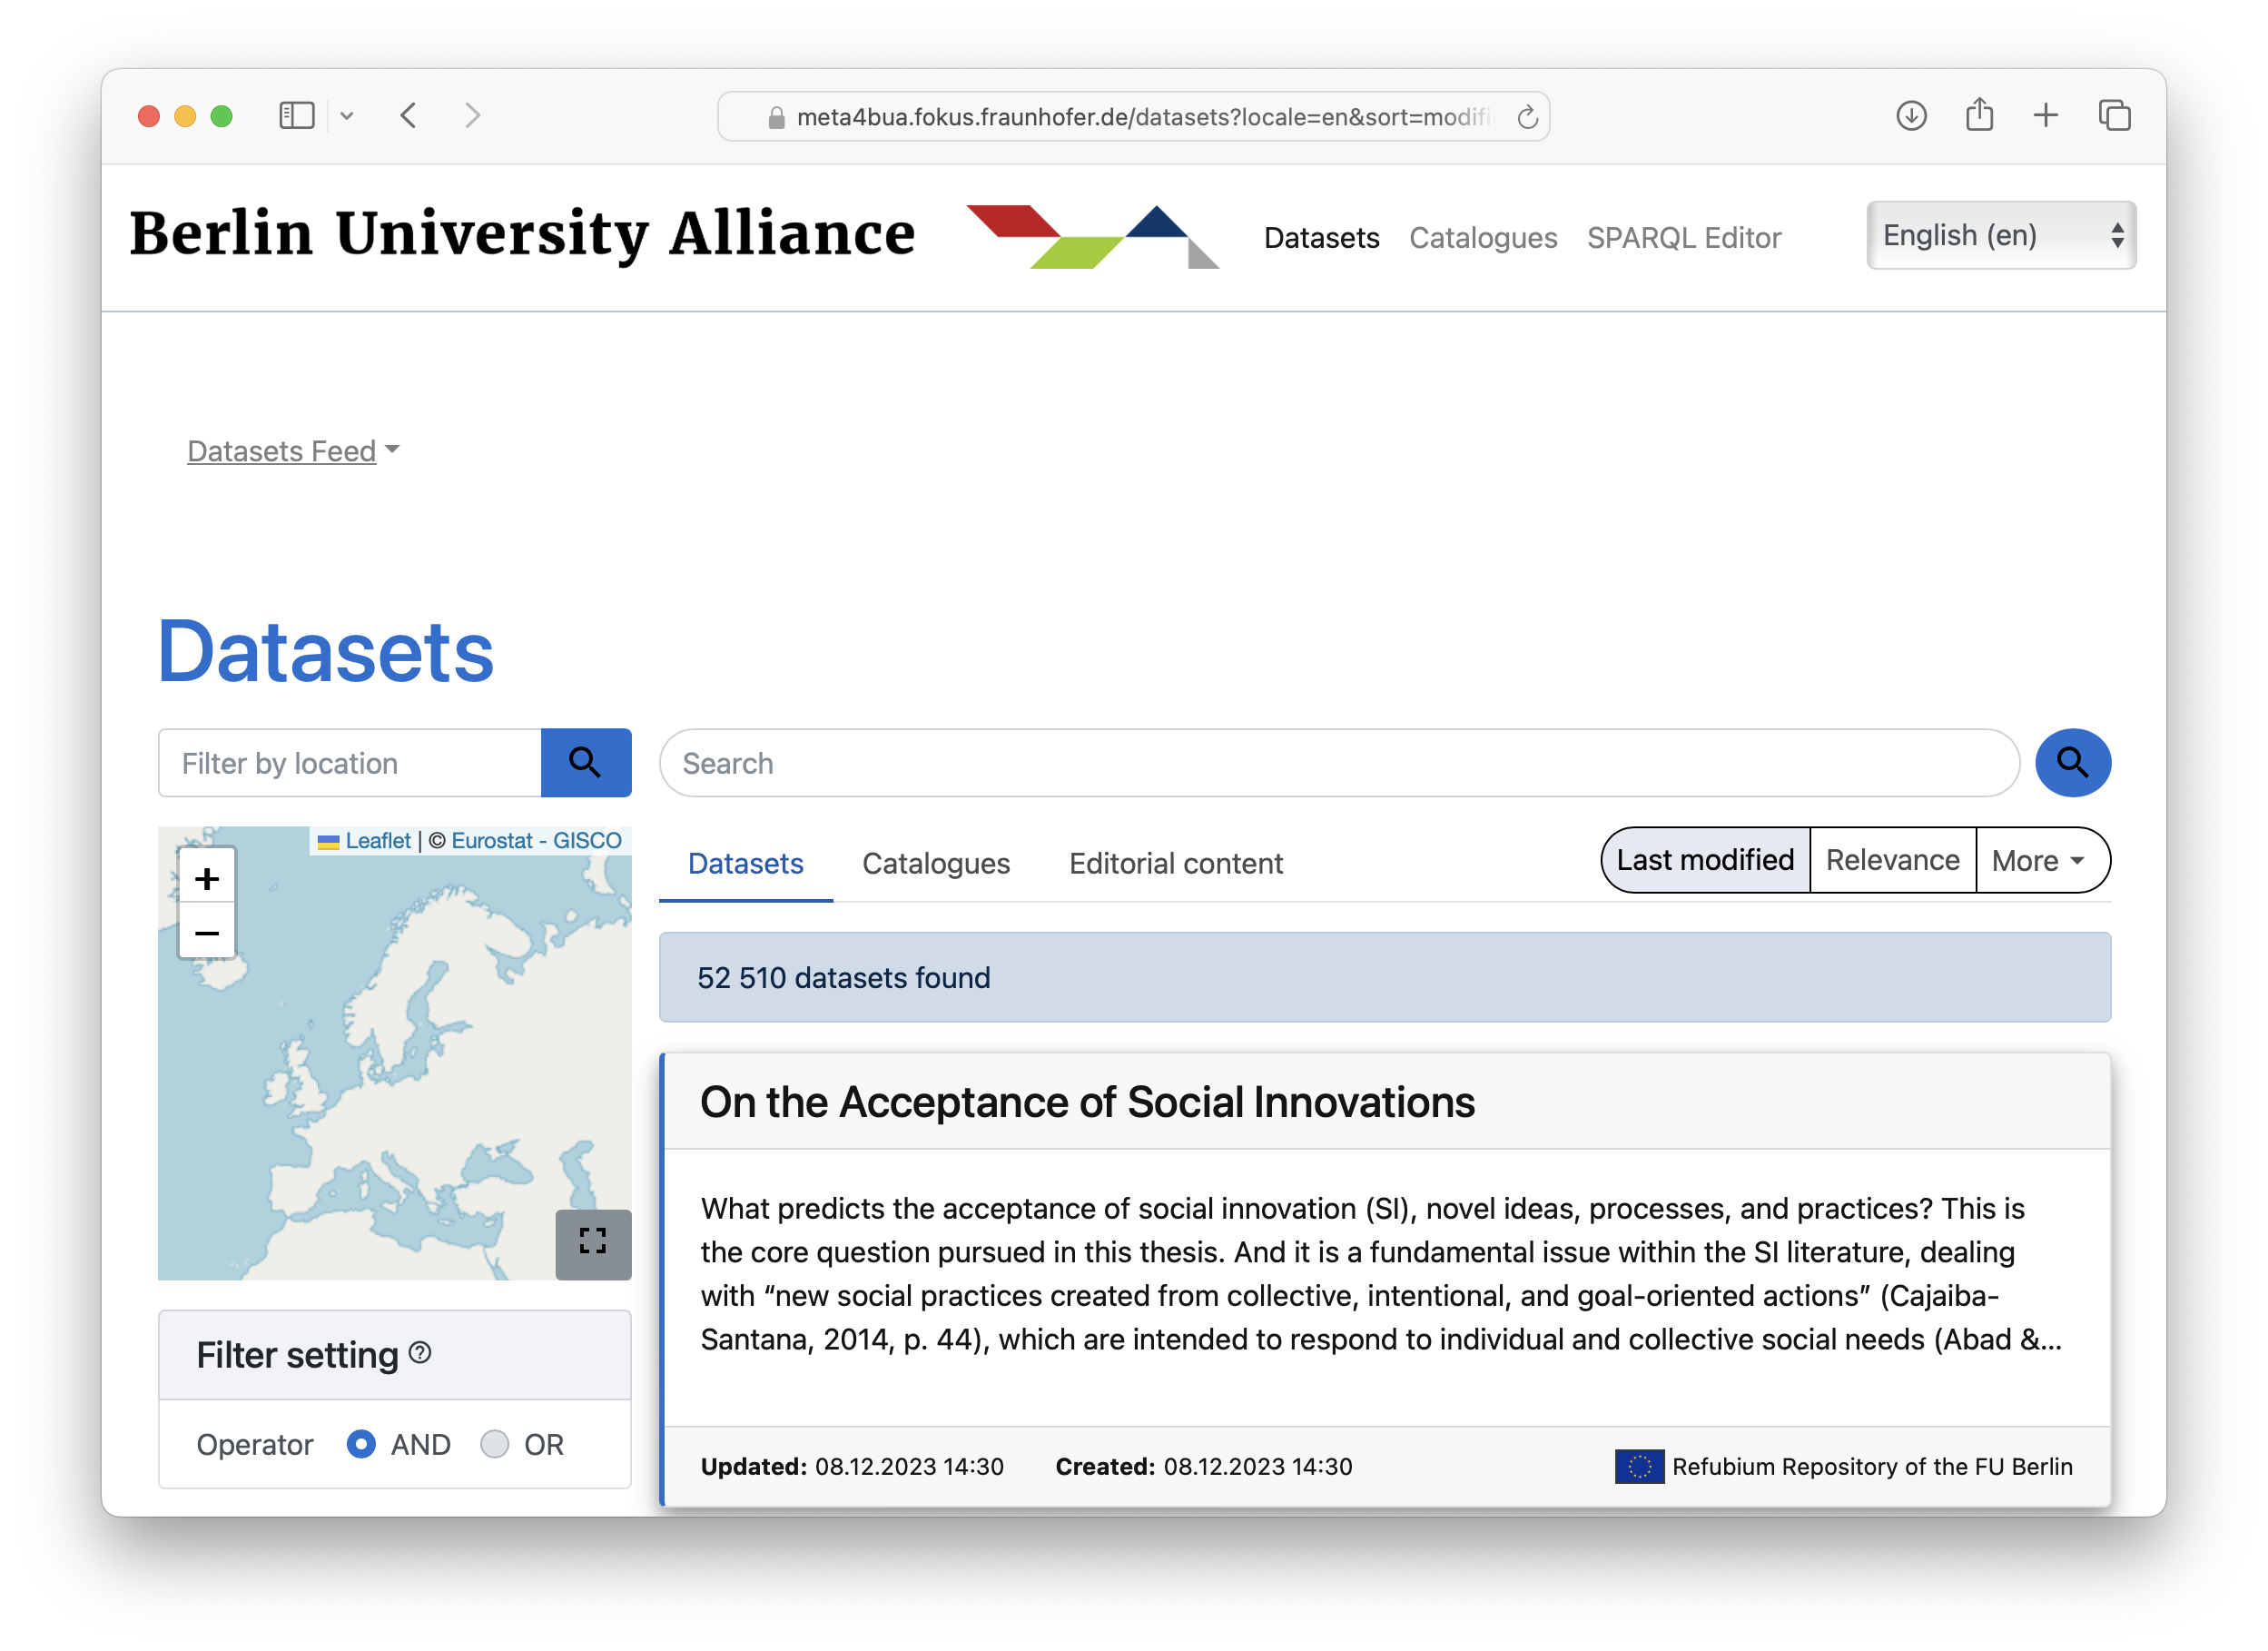 meta4bua.fokus.fraunhofer.de/datasets?locale=en&sort=modifi
Berlin University Alliance
Datasets Catalogues SPARQL Editor
English (en)
Datasets Feed
Datasets
Filter by location
Search
Leaflet | © Eurostat - GISCO
+
−
Datasets Catalogues Editorial content
Last modified Relevance More
52 510 datasets found
On the Acceptance of Social Innovations
What predicts the acceptance of social innovation (SI), novel ideas, processes, and practices? This is
the core question pursued in this thesis. And it is a fundamental issue within the SI literature, dealing
with “new social practices created from collective, intentional, and goal-oriented actions” (Cajaiba-
Santana, 2014, p. 44), which are intended to respond to individual and collective social needs (Abad &...
Filter setting ?
Operator AND OR
Updated: 08.12.2023 14:30 Created: 08.12.2023 14:30
Refubium Repository of the FU Berlin